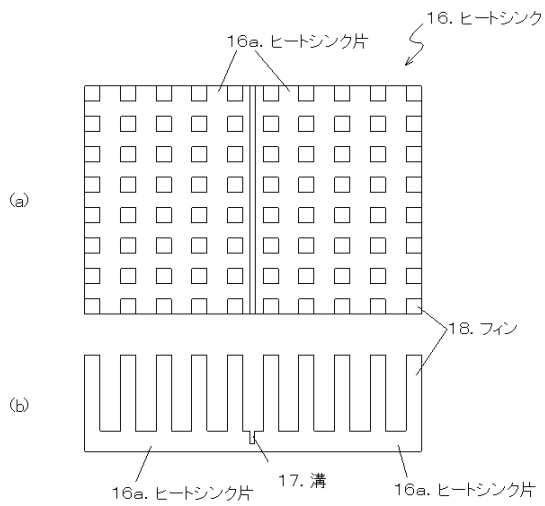 16. ヒートシンク
16a. ヒートシンク片
(a)
18. フィン
(b)
17. 溝
16a. ヒートシンク片
16a. ヒートシンク片